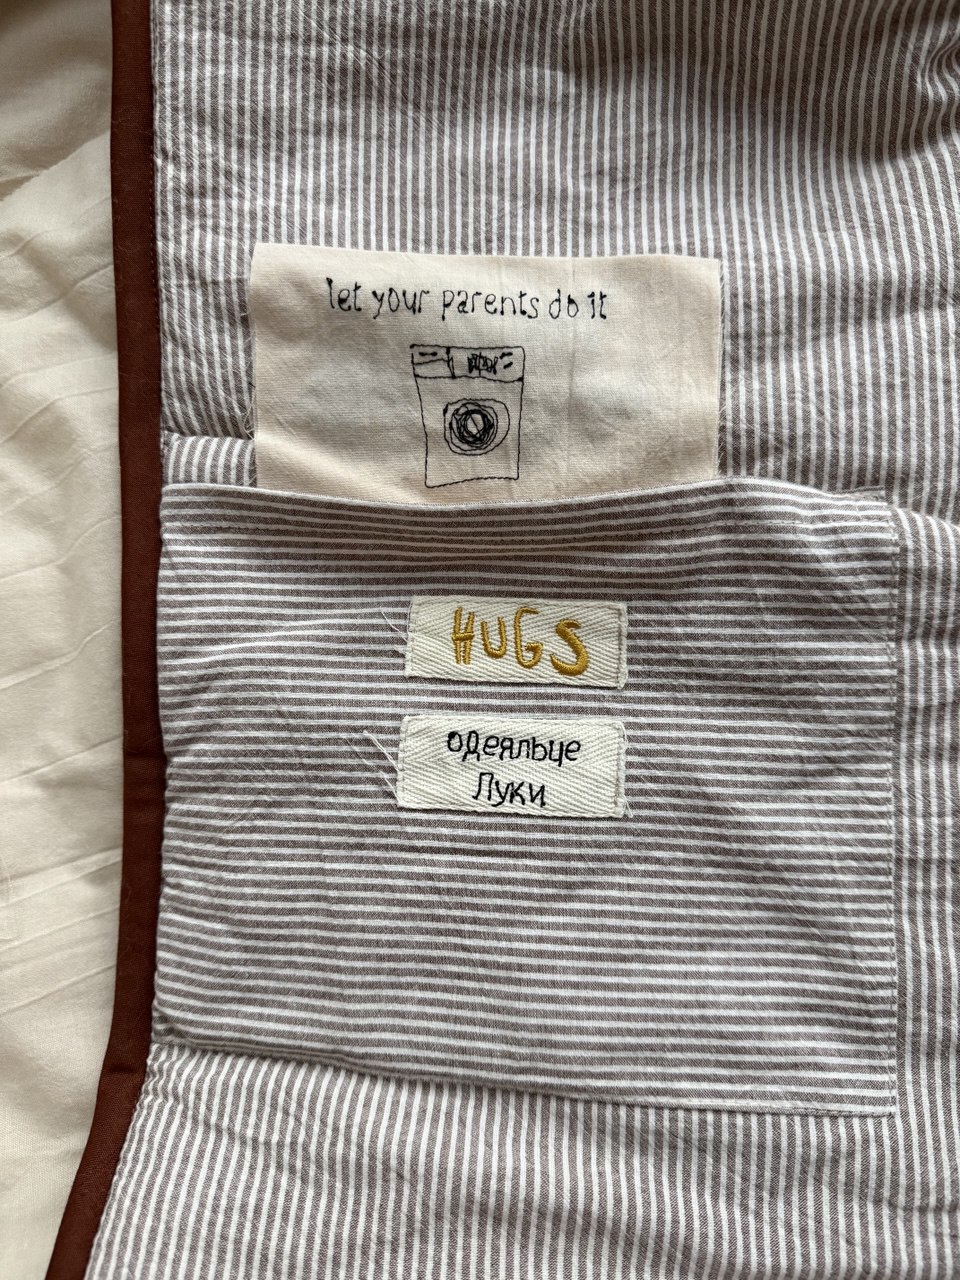 let your parents do it
HUGS
одеяльце
Луки